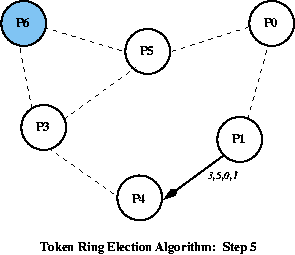 P6
P0
P5
P3
P1
3,5,0,1
P4
Token Ring Election Algorithm: Step 5